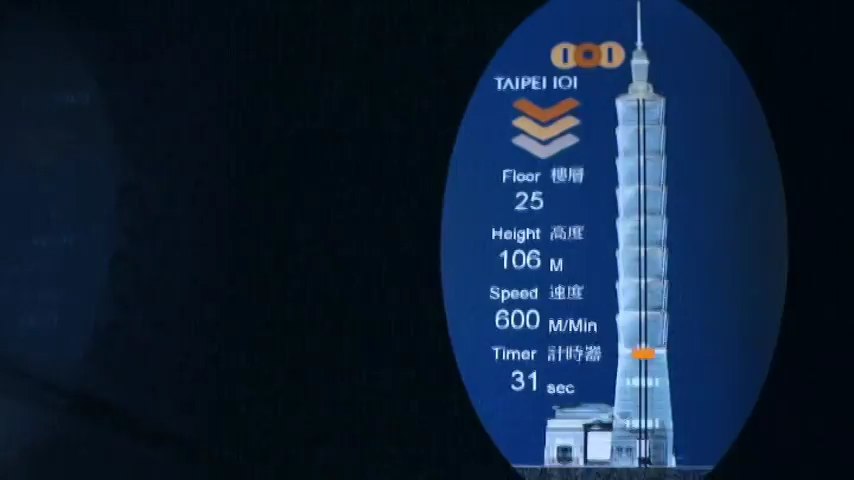 101
TAIPEI 101
Floor 樓層
25
Height 高度
106 M
Speed 速度
600 M/Min
Timer 計時器
31 sec